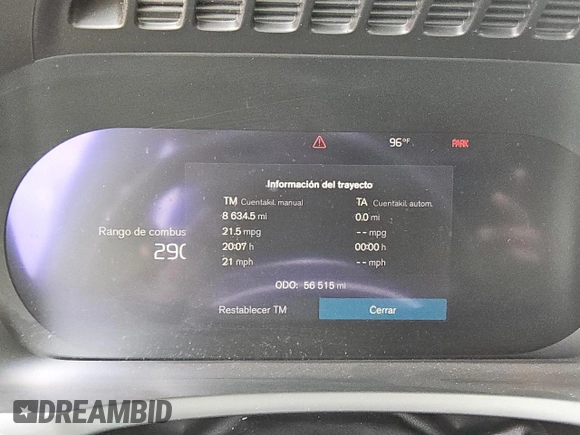 96°F PARK
Información del trayecto
TM Cuentakil. manual TA Cuentakil. autom.
8 634.5 mi 0.0 mi
21.5 mpg -- mpg
20:07 h 00:00 h
21 mph -- mph
ODO: 56 515 mi
Restablecer TM Cerrar
Rango de combus
290
DREAMBID